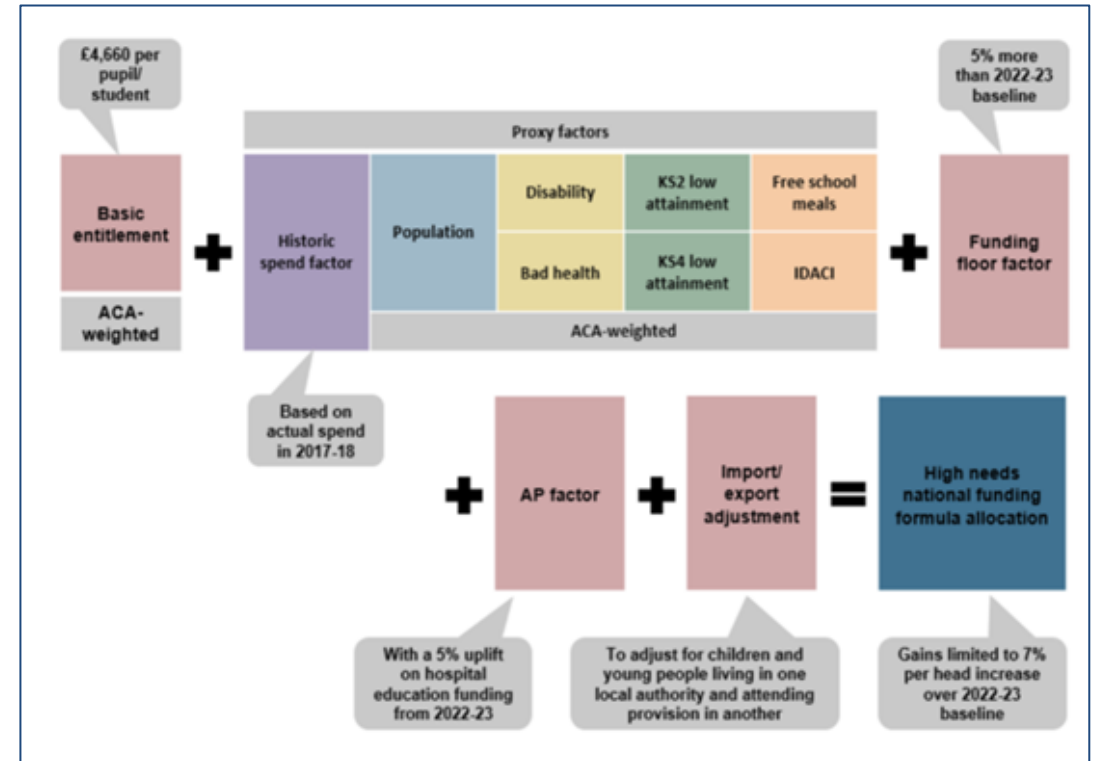 £4,660 per
pupil/
student
5% more
than 2022-23
baseline
Proxy factors
Basic
entitlement
ACA-
weighted
Historic
spend factor
Population
Disability
Bad health
KS2 low
attainment
KS4 low
attainment
Free school
meals
IDACI
ACA-weighted
Funding
floor factor
Based on
actual spend
in 2017-18
AP factor
Import/
export
adjustment
High needs
national funding
formula allocation
With a 5% uplift
on hospital
education funding
from 2022-23
To adjust for children and
young people living in one
local authority and attending
provision in another
Gains limited to 7%
per head increase
over 2022-23
baseline